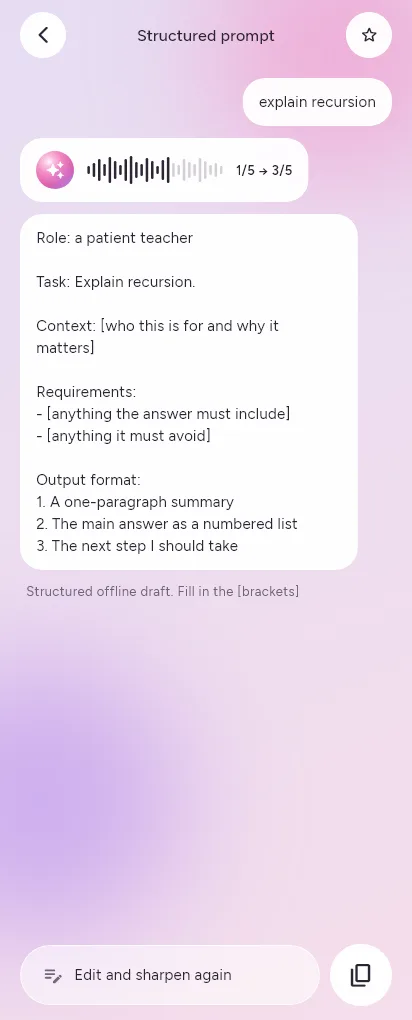 Structured prompt
explain recursion
1/5 → 3/5
Role: a patient teacher
Task: Explain recursion.
Context: [who this is for and why it
matters]
Requirements:
- [anything the answer must include]
- [anything it must avoid]
Output format:
1. A one-paragraph summary
2. The main answer as a numbered list
3. The next step I should take
Structured offline draft. Fill in the [brackets]
Edit and sharpen again